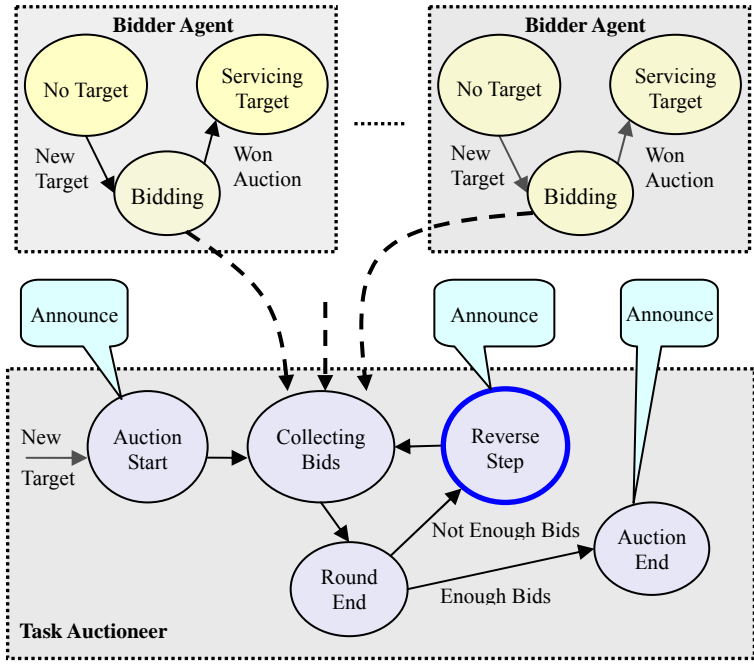 Bidder Agent
No Target
Servicing
Target
New
Target
Won
Auction
Bidding
Bidder Agent
No Target
Servicing
Target
New
Target
Won
Auction
Bidding
Announce
Announce
Announce
New
Target
Auction
Start
Collecting
Bids
Reverse
Step
Not Enough Bids
Auction
End
Round
End
Enough Bids
Task Auctioneer